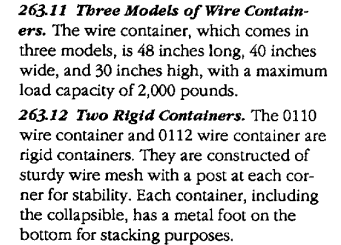 263.11 Three Models of Wire Contain-
ers. The wire container, which comes in
three models, is 48 inches long, 40 inches
wide, and 30 inches high, with a maximum
load capacity of 2,000 pounds.
263.12 Two Rigid Containers. The 0110
wire container and 0112 wire container are
rigid containers. They are constructed of
sturdy wire mesh with a post at each cor-
ner for stability. Each container, including
the collapsible, has a metal foot on the
bottom for stacking purposes.